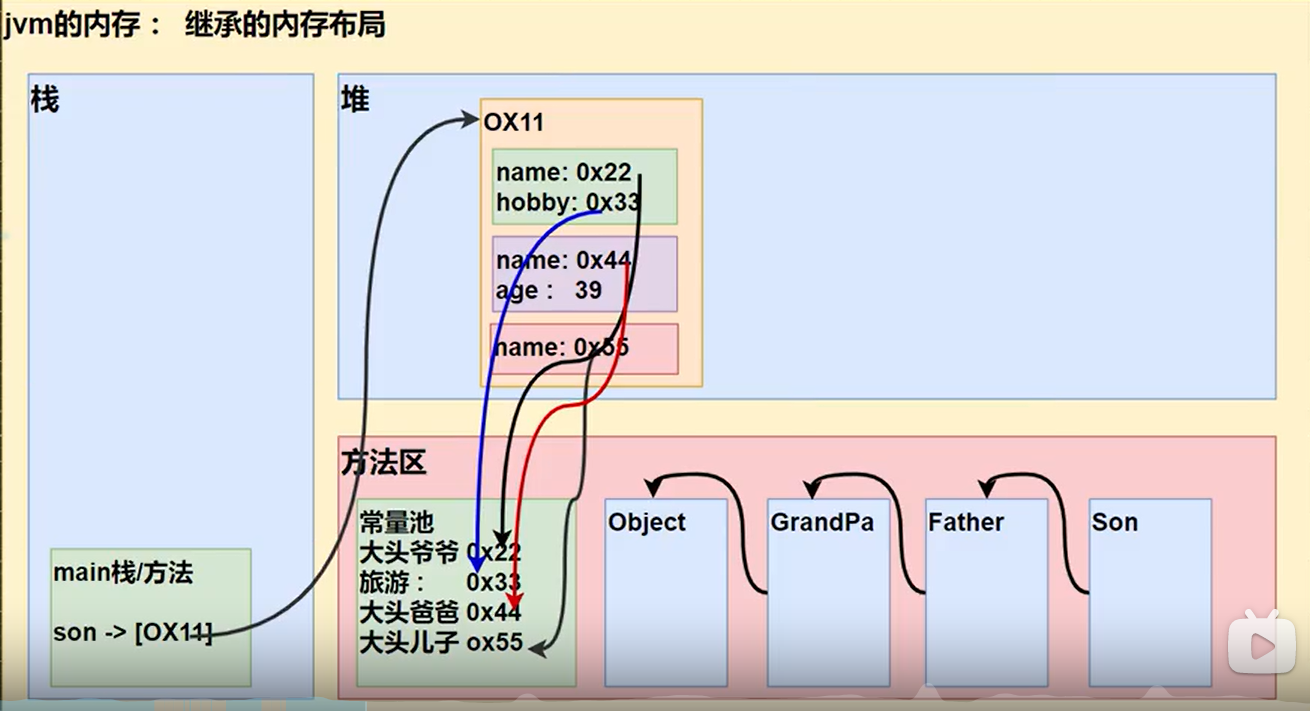 jvm的内存： 继承的内存布局
栈
main栈/方法
son -> [OX11]
堆
OX11
name: 0x22
hobby: 0x33
name: 0x44
age： 39
name: 0x55
方法区
常量池
大头爷爷 0x22
旅游： 0x33
大头爸爸 0x44
大头儿子 ox55
Object
GrandPa
Father
Son